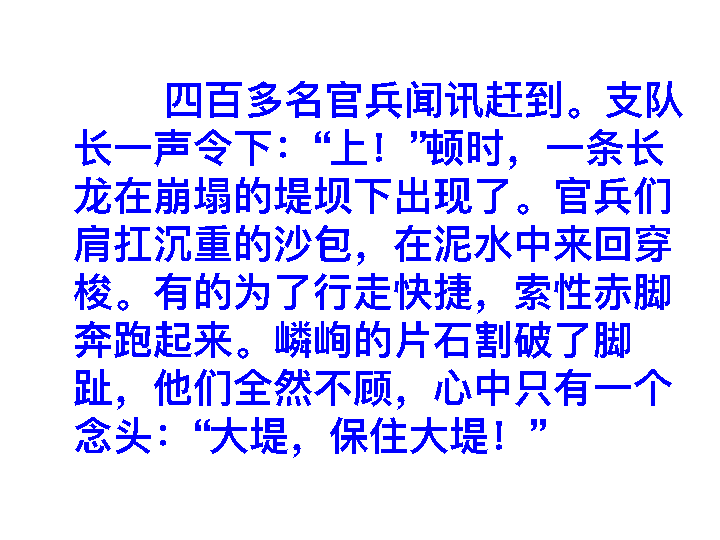 四百多名官兵闻讯赶到。支队
长一声令下：“上！”顿时，一条长
龙在崩塌的堤坝下出现了。官兵们
肩扛沉重的沙包，在泥水中来回穿
梭。有的为了行走快捷，索性赤脚
奔跑起来。嶙峋的片石割破了脚
趾，他们全然不顾，心中只有一个
念头：“大堤，保住大堤！”